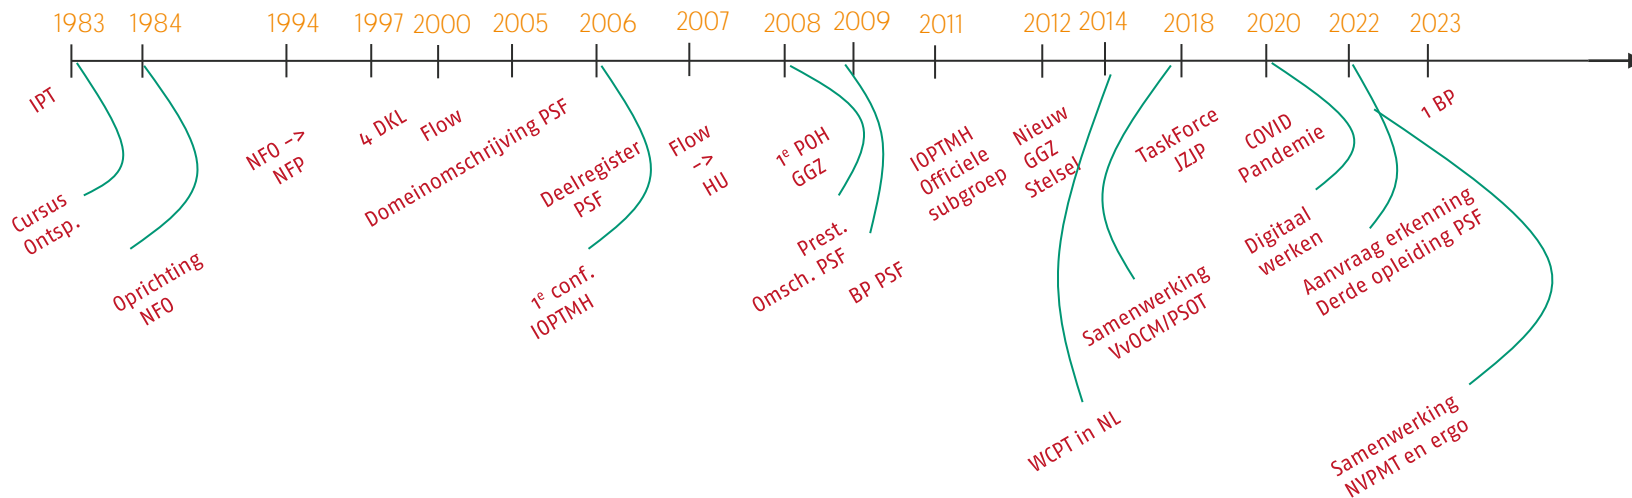 1983 1984 1994 1997 2000 2005 2006 2007 2008 2009 2011 2012 2014 2018 2020 2022 2023
IPT
Cursus
Ontsp.
Oprichting
NFO
NFO ->
NFP
4 DKL
Flow
Domeinomschrijving PSF
Deelregister
PSF
1e conf.
IOPTMH
Flow
->
HU
1e POH
GGZ
Prest.
Omsch. PSF
BP PSF
IOPTMH
Officiele
subgroep
Nieuw
GGZ
Stelsel
WCPT in NL
Samenwerking
VvOCM/PSOT
TaskForce
JZJP
COVID
Pandemie
Digitaal
werken
Aanvraag erkenning
Derde opleiding PSF
1 BP
Samenwerking
NVPMT en ergo